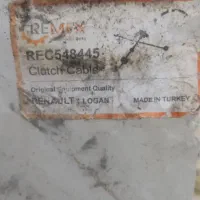 REMAX
RFC548445
Clutch Cable
Original Equipment Quality
RENAULT : LOGAN
MADE IN TURKEY